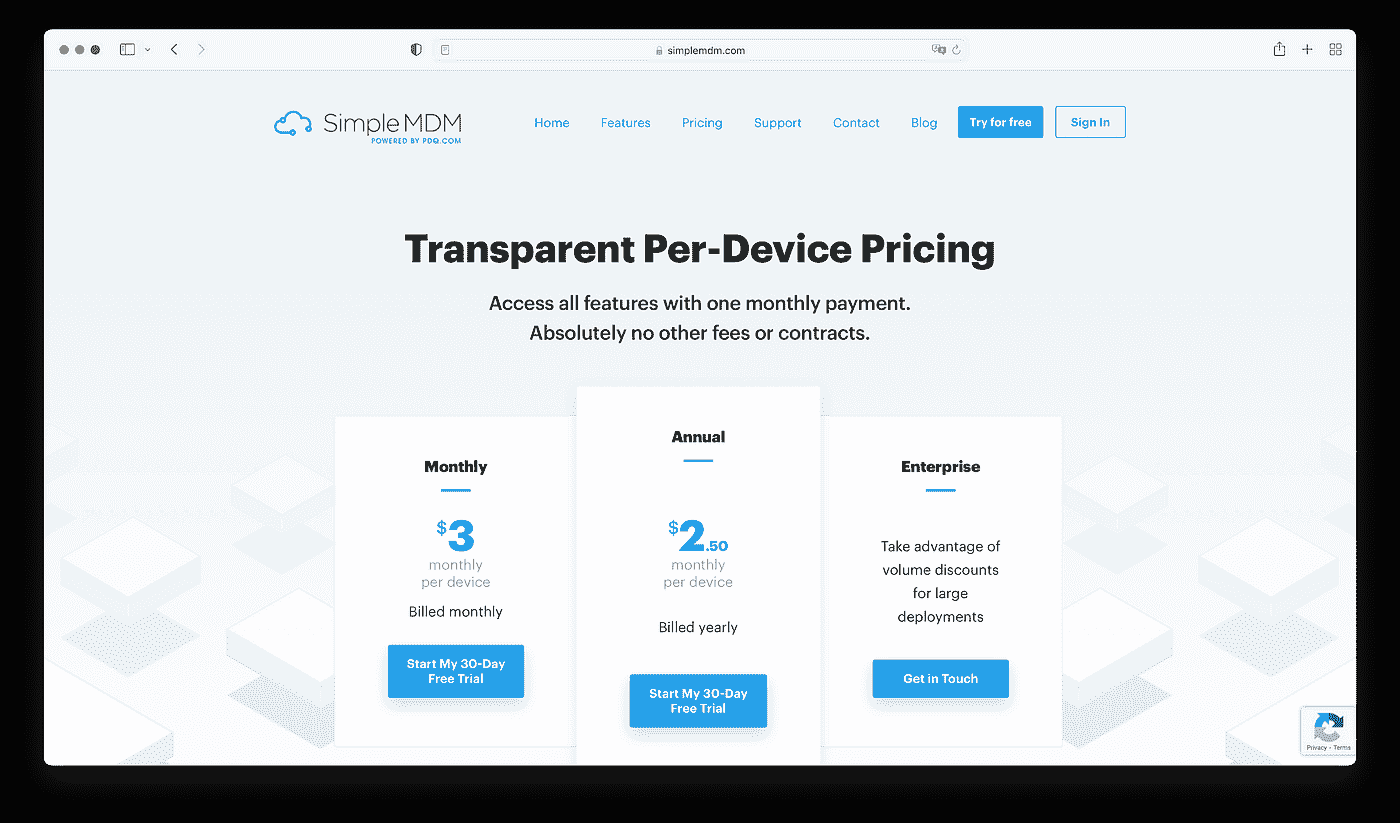 simplemdm.com
SimpleMDM
POWERED BY PDQ.COM
Home Features Pricing Support Contact Blog Try for free Sign In
Transparent Per-Device Pricing
Access all features with one monthly payment.
Absolutely no other fees or contracts.
Monthly
$3
monthly
per device
Billed monthly
Start My 30-Day
Free Trial
Annual
$2.50
monthly
per device
Billed yearly
Start My 30-Day
Free Trial
Enterprise
Take advantage of
volume discounts
for large
deployments
Get in Touch
Privacy - Terms